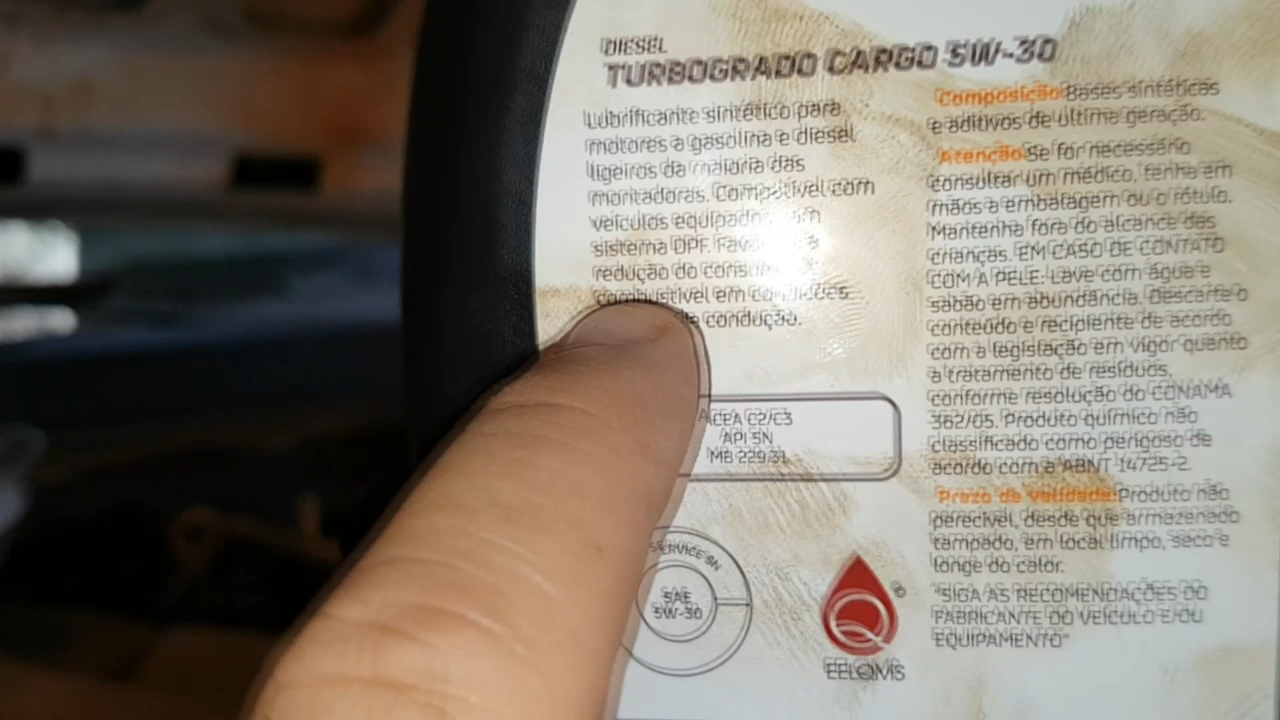 DIESEL
TURBOGRADO CARGO 5W-30
Lubrificante sintético para
motores a gasolina e diesel
ligeiros da maioria das
montadoras. Compatível com
veículos equipados com
sistema DPF.
redução do consumo de
combustível em condições
de condução.
ACEA C2/C3
API SN
MB 229.31
SERVICE SN
SAE
5W-30
EELQMS
®
Composição: Bases sintéticas
e aditivos de última geração.
Atenção: Se for necessário
consultar um médico, tenha em
mãos a embalagem ou o rótulo.
Mantenha fora do alcance das
crianças. EM CASO DE CONTATO
COM A PELE: Lave com água e
sabão em abundância. Descarte o
conteúdo e recipiente de acordo
com a legislação em vigor quanto
a tratamento de resíduos,
conforme resolução do CONAMA
362/05. Produto químico não
classificado como perigoso de
acordo com a ABNT 14725-2.
Prazo de validade: Produto não
perecível, desde que armazenado
tampado, em local limpo, seco e
longe do calor.
"SIGA AS RECOMENDAÇÕES DO
FABRICANTE DO VEÍCULO E/OU
EQUIPAMENTO"